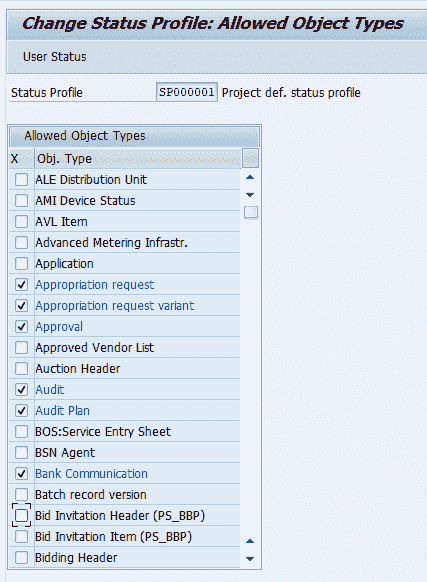 Change Status Profile: Allowed Object Types
User Status
Status Profile SP000001 Project def. status profile
Allowed Object Types
X Obj. Type
ALE Distribution Unit
AMI Device Status
AVL Item
Advanced Metering Infrastr.
Application
Appropriation request
Appropriation request variant
Approval
Approved Vendor List
Auction Header
Audit
Audit Plan
BOS:Service Entry Sheet
BSN Agent
Bank Communication
Batch record version
Bid Invitation Header (PS_BBP)
Bid Invitation Item (PS_BBP)
Bidding Header